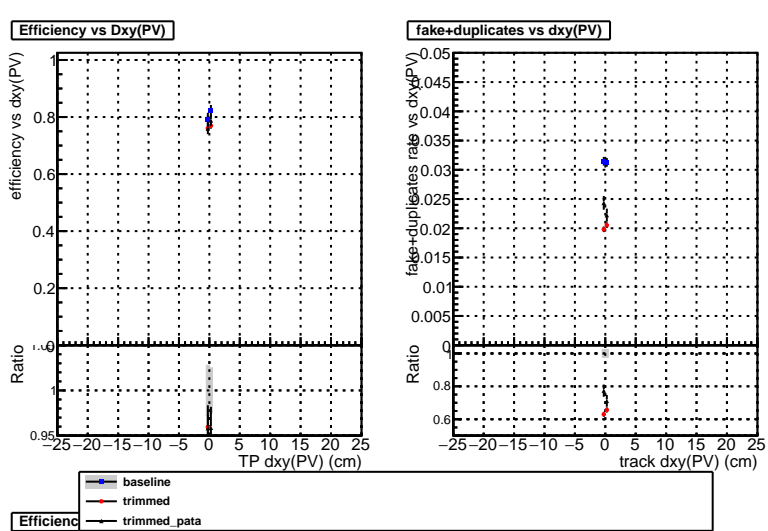 Efficiency vs Dxy(PV)
efficiency vs dxy(PV)
1
0.8
0.6
0.4
0.2
0
Ratio
1
0.95
−25 −20 −15 −10 −5 0 5 10 15 20 25
TP dxy(PV) (cm)
fake+duplicates vs dxy(PV)
fake+duplicates rate vs dxy(PV)
0.05
0.045
0.04
0.035
0.03
0.025
0.02
0.015
0.01
0.005
0
Ratio
1
0.8
0.6
−25 −20 −15 −10 −5 0 5 10 15 20 25
track dxy(PV) (cm)
baseline
trimmed
trimmed_pata
Efficienc